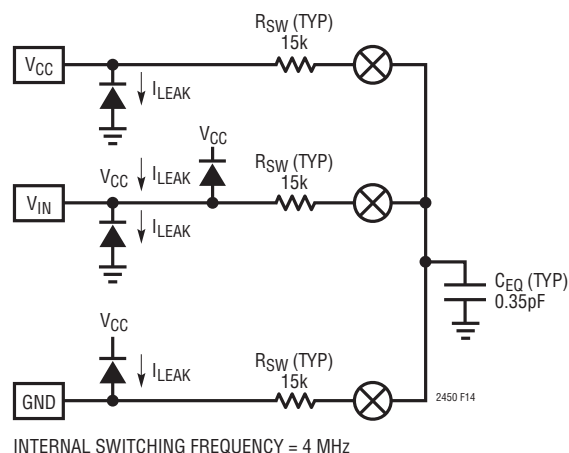 RSW (TYP)
15k
VCC
ILEAK
VCC
RSW (TYP)
15k
VCC
ILEAK
VIN
ILEAK
CEQ (TYP)
0.35pF
VCC
RSW (TYP)
15k
ILEAK
GND
2450 F14
INTERNAL SWITCHING FREQUENCY = 4 MHz